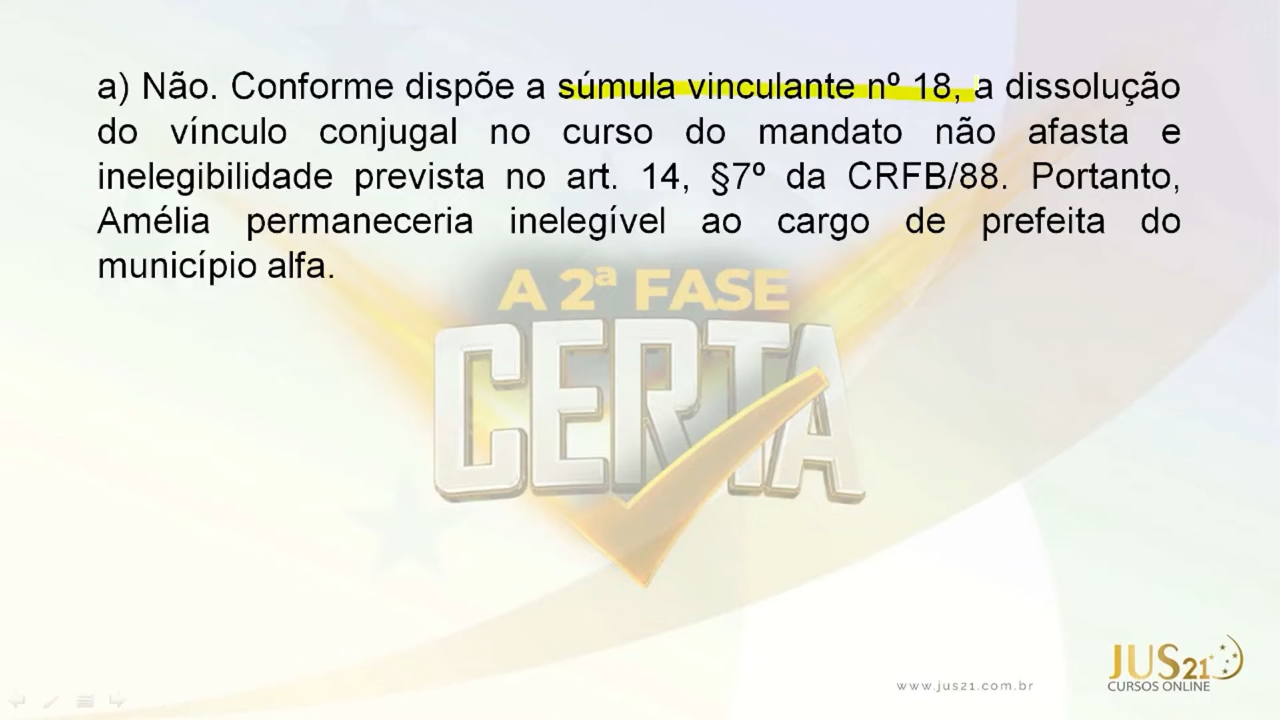 a) Não. Conforme dispõe a súmula vinculante nº 18, a dissolução
do vínculo conjugal no curso do mandato não afasta e
inelegibilidade prevista no art. 14, §7º da CRFB/88. Portanto,
Amélia permaneceria inelegível ao cargo de prefeita do
município alfa.
A 2ª FASE
CERTA
JUS21
www.jus21.com.br
CURSOS ONLINE